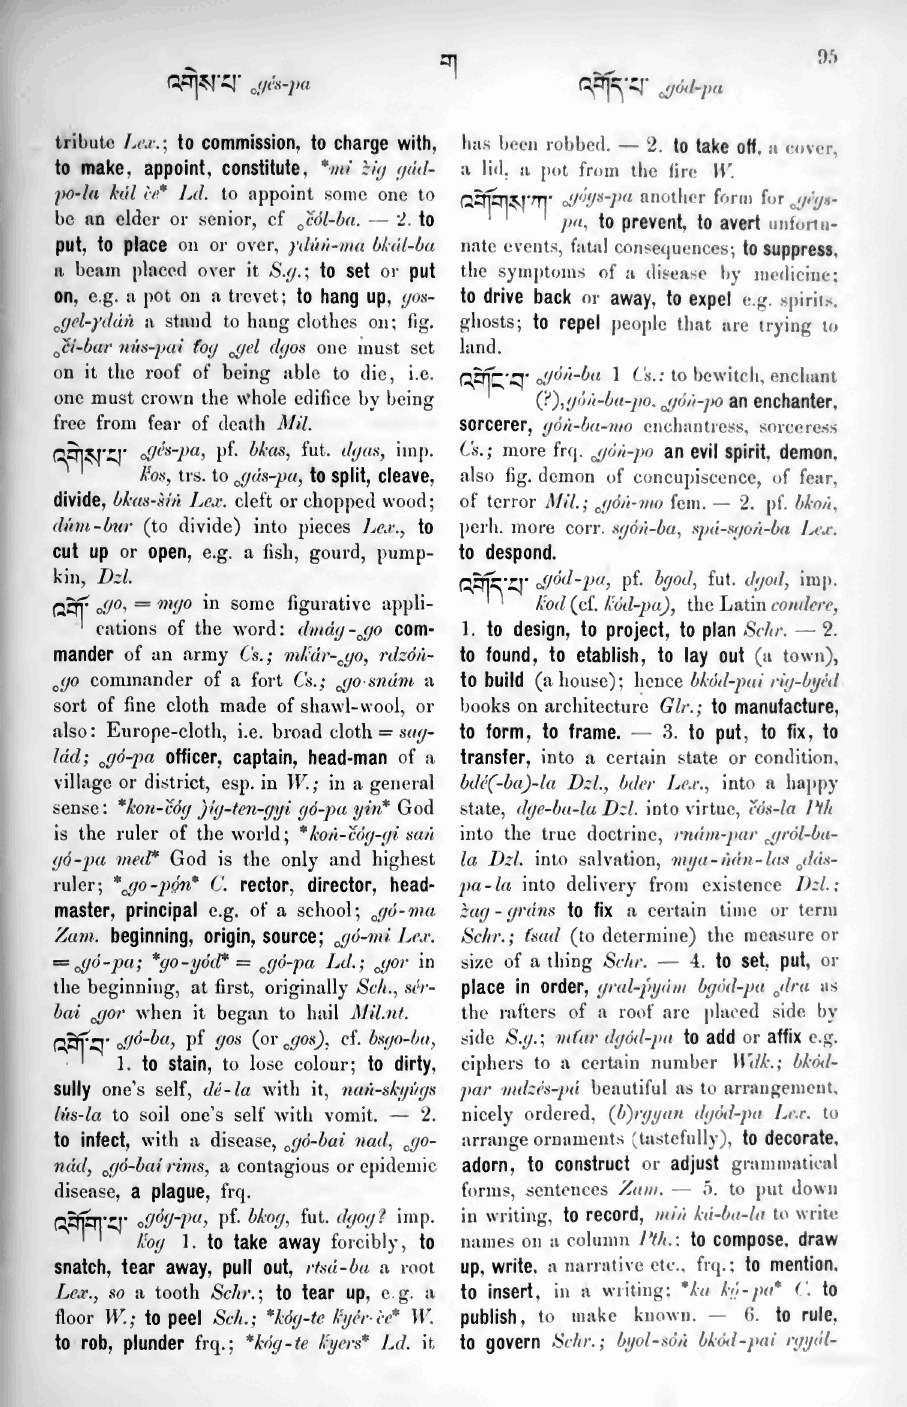 ག
95
འགེས་པ་ ₒgés-pa
འགོད་པ་ ₒgód-pa
tribute Lex.; to commission, to charge with,
to make, appoint, constitute, *mi žig gád-
po-la kál c̀e* Ld. to appoint some one to
be an elder or senior, cf ₒčól-ba. — 2. to
put, to place on or over, ɣdúṅ-ma bkál-ba
a beam placed over it S.g.; to set or put
on, e.g. a pot on a trevet; to hang up, gos-
ₒgel-ɣdáṅ a stand to hang clothes on; fig.
ₒčí-bar nús-pai tog ₒgel dgos one must set
on it the roof of being able to die, i.e.
one must crown the whole edifice by being
free from fear of death Mil.
འགེས་པ་ ₒgés-pa, pf. bkas, fut. dgas, imp.
ḱos, trs. to ₒgás-pa, to split, cleave,
divide, bkas-šiṅ Lex. cleft or chopped wood;
dúm-bur (to divide) into pieces Lex., to
cut up or open, e.g. a fish, gourd, pump-
kin, Dzl.
འགོ་ ₒgo, = mgo in some figurative appli-
cations of the word: dmág-ₒgo com-
mander of an army Cs.; mḱár-ₒgo, rdzóṅ-
ₒgo commander of a fort Cs.; ₒgo-snám a
sort of fine cloth made of shawl-wool, or
also: Europe-cloth, i.e. broad cloth = sag-
lád; ₒgó-pa officer, captain, head-man of a
village or district, esp. in W.; in a general
sense: *kon-čóg ǰig-ten-gyi gó-pa yin* God
is the ruler of the world; *koṅ-čóg-gi saṅ
gó-pa med* God is the only and highest
ruler; *ₒgo-pọ́n* C. rector, director, head-
master, principal e.g. of a school; ₒgó-ma
Zam. beginning, origin, source; ₒgó-mi Lex.
= ₒgó-pa; *go-yód* = ₒgó-pa Ld.; ₒgor in
the beginning, at first, originally Sch., sér-
bai ₒgor when it began to hail Mil.nt.
འགོ་བ་ ₒgó-ba, pf gos (or ₒgos), cf. bsgo-ba,
1. to stain, to lose colour; to dirty,
sully one's self, dé-la with it, naṅ-skyúgs
lús-la to soil one's self with vomit. — 2.
to infect, with a disease, ₒgó-bai nad, ₒgo-
nád, ₒgó-bai rims, a contagious or epidemic
disease, a plague, frq.
འགོག་པ་ ₒgóg-pa, pf. bkog, fut. dgog? imp.
ḱog 1. to take away forcibly, to
snatch, tear away, pull out, rtsá-ba a root
Lex., so a tooth Schr.; to tear up, e.g. a
floor W.; to peel Sch.; *kóg-te ḱyér-c̀e* W.
to rob, plunder frq.; *kóg-te ḱyers* Ld. it
has been robbed. — 2. to take off, a cover,
a lid, a pot from the fire W.
འགོགས་པ་ ₒgógs-pa another form for ₒgégs-
pa, to prevent, to avert unfortu-
nate events, fatal consequences; to suppress,
the symptoms of a disease by medicine;
to drive back or away, to expel e.g. spirits,
ghosts; to repel people that are trying to
land.
འགོང་བ་ ₒgóṅ-ba 1 Cs.: to bewitch, enchant
(?), góṅ-ba-po, ₒgóṅ-po an enchanter,
sorcerer, góṅ-ba-mo enchantress, sorceress
Cs.; more frq. ₒgóṅ-po an evil spirit, demon,
also fig. demon of concupiscence, of fear,
of terror Mil.; ₒgóṅ-mo fem. — 2. pf. bkoṅ,
perh. more corr. sgóṅ-ba, spá-sgoṅ-ba Lex.
to despond.
འགོད་པ་ ₒgód-pa, pf. bgod, fut. dgod, imp.
ḱod (cf. ḱód-pa), the Latin condere,
1. to design, to project, to plan Schr. — 2.
to found, to etablish, to lay out (a town),
to build (a house); hence bkód-pai rig-byéd
books on architecture Glr.; to manufacture,
to form, to frame. — 3. to put, to fix, to
transfer, into a certain state or condition,
bdé(-ba)-la Dzl., bder Lex., into a happy
state, dge-ba-la Dzl. into virtue, čós-la Pth
into the true doctrine, rnám-par ₒgról-ba-
la Dzl. into salvation, mya-ṅán-las ₒdás-
pa-la into delivery from existence Dzl.;
žag-gráns to fix a certain time or term
Schr.; tsad (to determine) the measure or
size of a thing Schr. — 4. to set, put, or
place in order, gral-ṕyám bgód-pa ₒdra as
the rafters of a roof are placed side by
side S.g.; mtar dgód-pa to add or affix e.g.
ciphers to a certain number Wdk.; bkód-
par mdzés-pá beautiful as to arrangement,
nicely ordered, (b)rgyan dgód-pa Lex. to
arrange ornaments (tastefully), to decorate,
adorn, to construct or adjust grammatical
forms, sentences Zam. — 5. to put down
in writing, to record, miṅ ká-ba-la to write
names on a column Pth.: to compose, draw
up, write, a narrative etc., frq.; to mention,
to insert, in a writing: *ka kọ́-pa* C. to
publish, to make known. — 6. to rule,
to govern Schr.; byol-sóṅ bkód-pai rgyál-